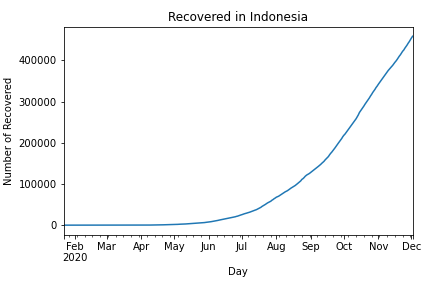 Recovered in Indonesia
Number of Recovered
400000
300000
200000
100000
0
Feb Mar Apr May Jun Jul Aug Sep Oct Nov Dec
2020
Day